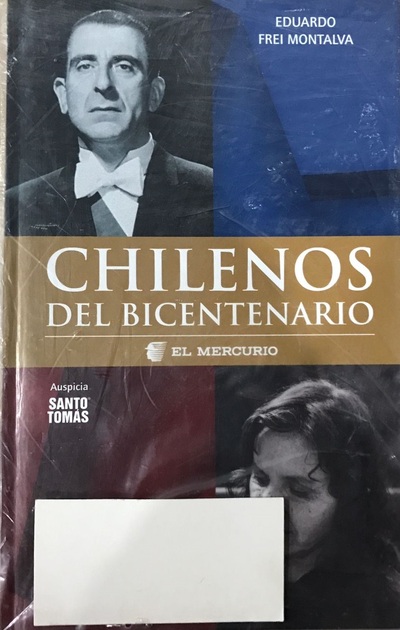 EDUARDO
FREI MONTALVA
CHILENOS
DEL BICENTENARIO
EL MERCURIO
Auspicia
SANTO
TOMÁS